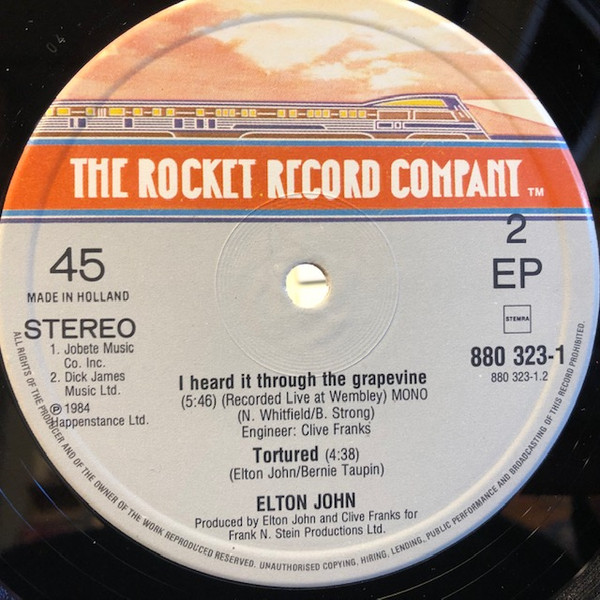 04
THE ROCKET RECORD COMPANY TM
45
2
EP
MADE IN HOLLAND
STEREO
STEMRA
1. Jobete Music
Co. Inc.
2. Dick James
Music Ltd.
℗ 1984
Happenstance Ltd.
880 323-1
880 323-1.2
I heard it through the grapevine
(5:46) (Recorded Live at Wembley) MONO
(N. Whitfield/B. Strong)
Engineer: Clive Franks
Tortured (4:38)
(Elton John/Bernie Taupin)
ELTON JOHN
Produced by Elton John and Clive Franks for
Frank N. Stein Productions Ltd.
ALL RIGHTS OF THE PRODUCER AND OF THE OWNER OF THE WORK REPRODUCED RESERVED. UNAUTHORISED COPYING, HIRING, LENDING, PUBLIC PERFORMANCE AND BROADCASTING OF THIS RECORD PROHIBITED.